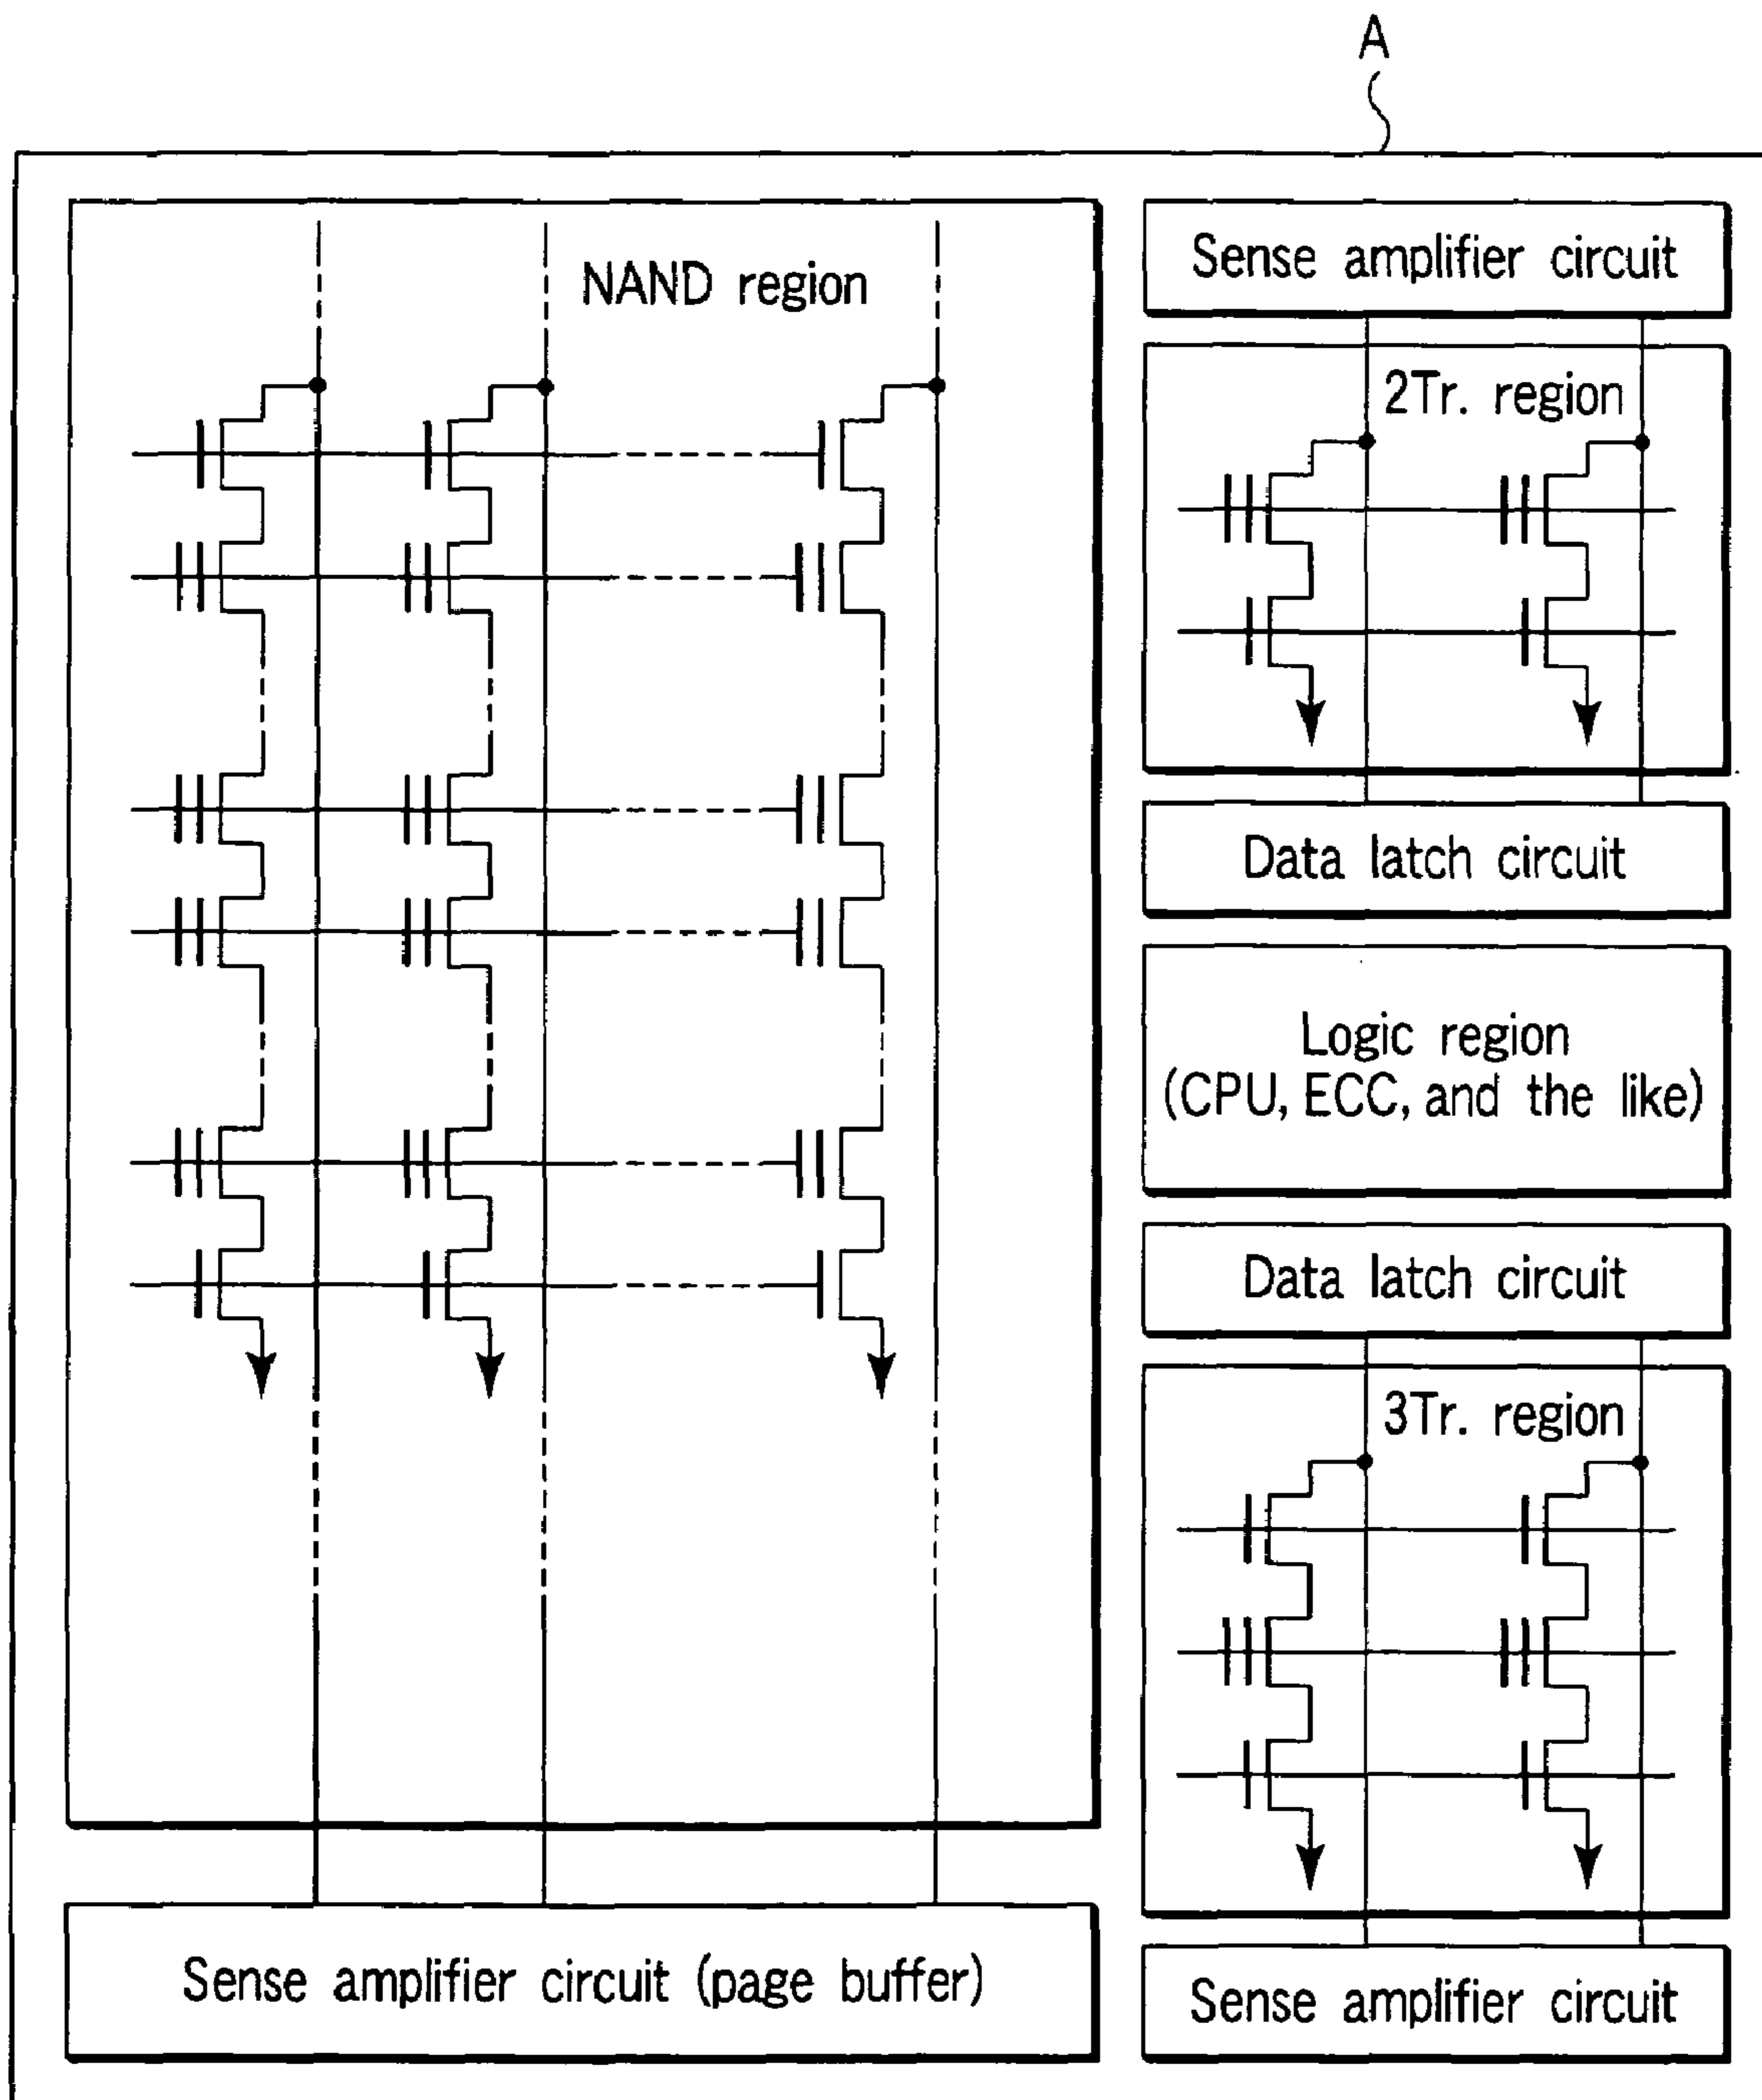 A
NAND region
Sense amplifier circuit
2Tr. region
Data latch circuit
Logic region
(CPU, ECC, and the like)
Data latch circuit
3Tr. region
Sense amplifier circuit (page buffer)
Sense amplifier circuit